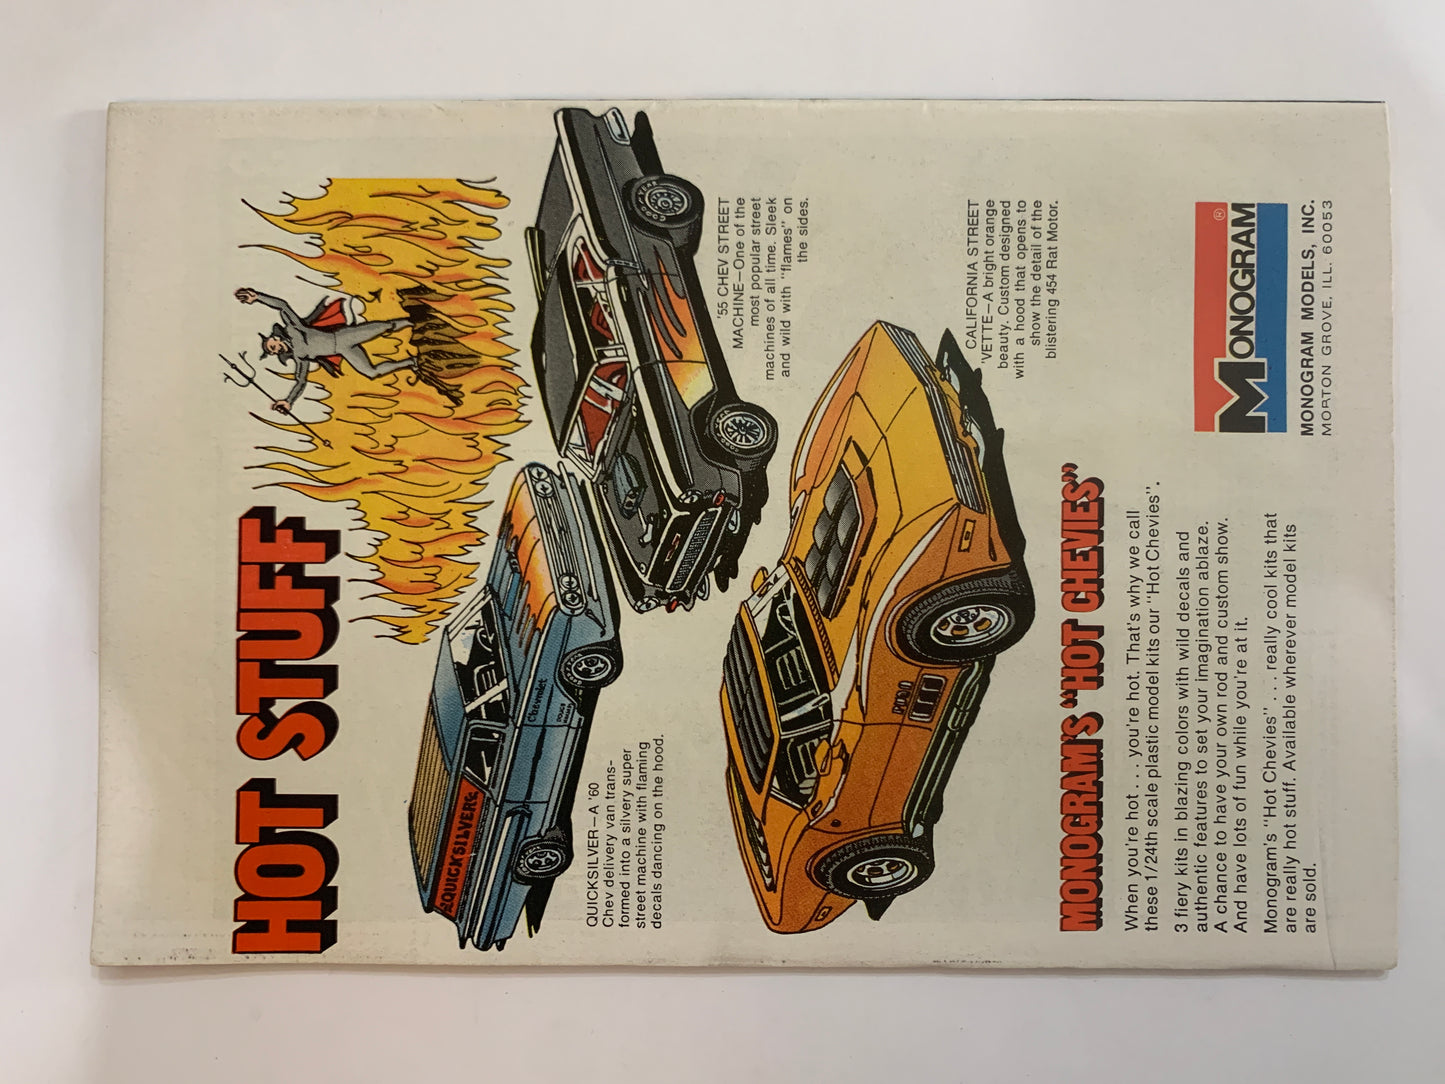 HOT STUFF
QUICKSILVER
Chevrolet
QUICKSILVER—A '60
Chev delivery van trans-
formed into a silvery super
street machine with flaming
decals dancing on the hood.
'55 CHEV STREET
MACHINE—One of the
most popular street
machines of all time. Sleek
and wild with "flames" on
the sides.
CALIFORNIA STREET
'VETTE—A bright orange
beauty. Custom designed
with a hood that opens to
show the detail of the
blistering 454 Rat Motor.
MONOGRAM'S "HOT CHEVIES"
When you're hot . . . you're hot. That's why we call
these 1/24th scale plastic model kits our "Hot Chevies".
3 fiery kits in blazing colors with wild decals and
authentic features to set your imagination ablaze.
A chance to have your own rod and custom show.
And have lots of fun while you're at it.
Monogram's "Hot Chevies" . . . really cool kits that
are really hot stuff. Available wherever model kits
are sold.
MONOGRAM®
MONOGRAM MODELS, INC.
MORTON GROVE, ILL. 60053